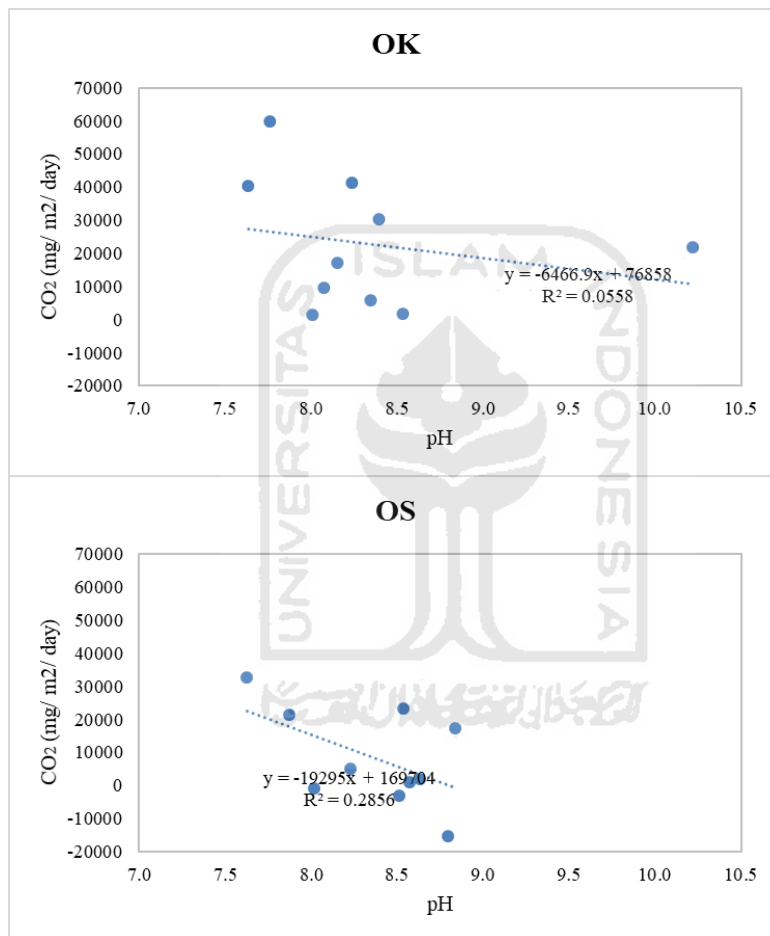 OK
70000
60000
50000
40000
30000
20000
10000
0
-10000
-20000
CO2 (mg/ m2/ day)
ISLAM
UNIVERSITAS
INDONESIA
y = -6466.9x + 76858
R² = 0.0558
7.0 7.5 8.0 8.5 9.0 9.5 10.0 10.5
pH
OS
70000
60000
50000
40000
30000
20000
10000
0
-10000
-20000
CO2 (mg/ m2/ day)
y = -19295x + 169704
R² = 0.2856
7.0 7.5 8.0 8.5 9.0 9.5 10.0 10.5
pH